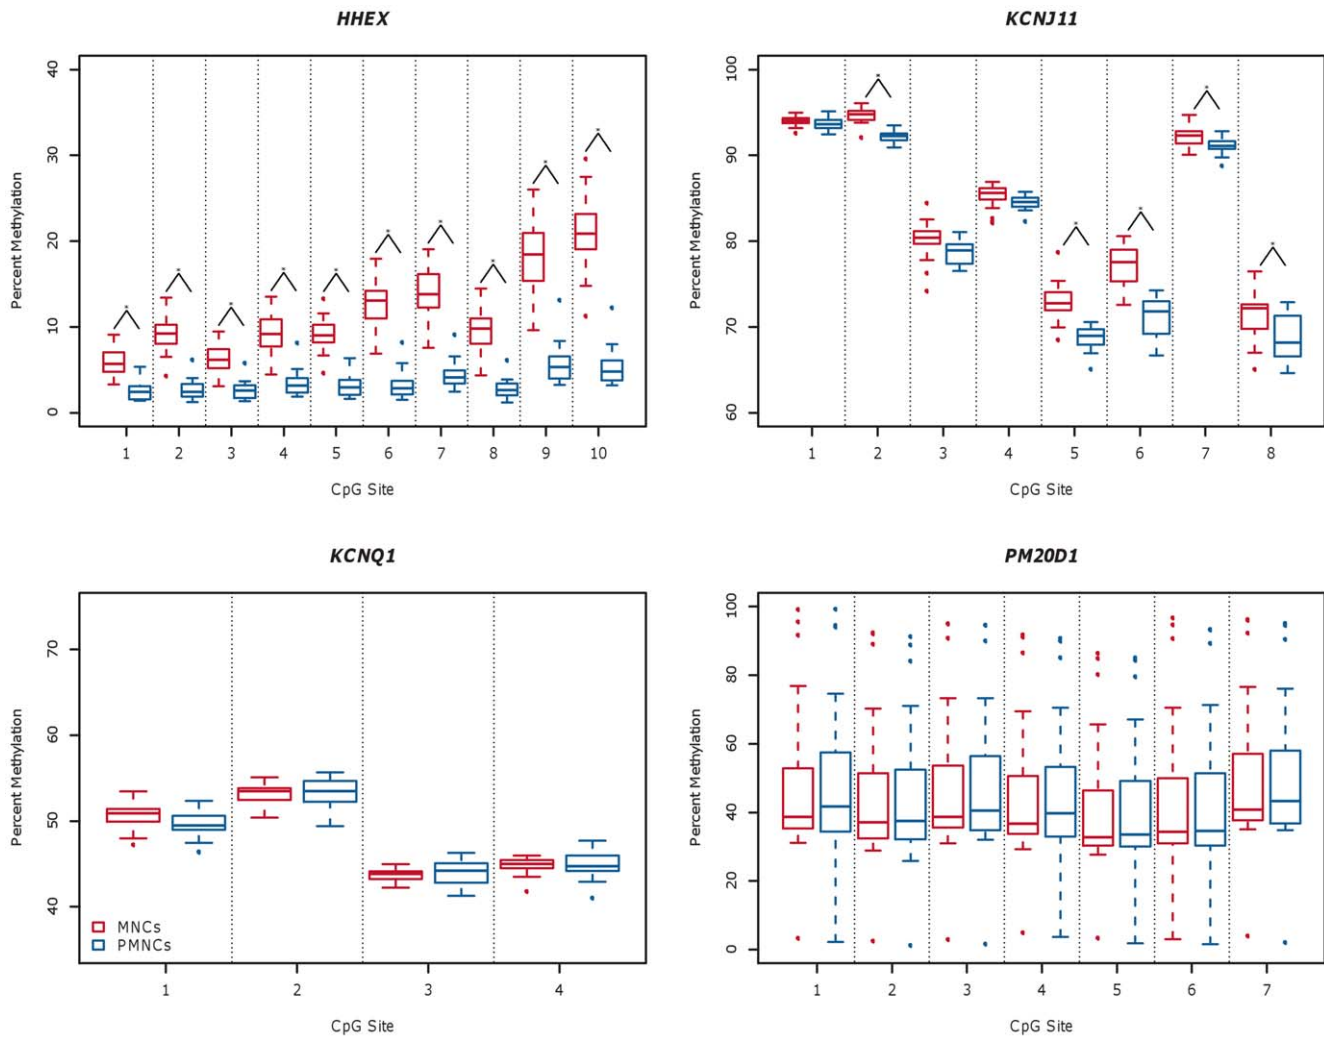 HHEX
Percent Methylation
40
30
20
10
0
* * * * * * * * * *
1 2 3 4 5 6 7 8 9 10
CpG Site
KCNJ11
Percent Methylation
100
90
80
70
60
* * * * *
1 2 3 4 5 6 7 8
CpG Site
KCNQ1
Percent Methylation
70
60
50
40
MNCs
PMNCs
1 2 3 4
CpG Site
PM20D1
Percent Methylation
100
80
60
40
20
0
1 2 3 4 5 6 7
CpG Site